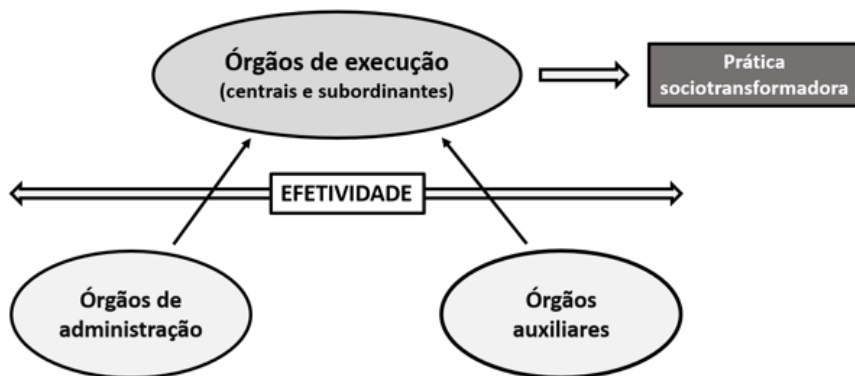 Órgãos de execução
(centrais e subordinantes)
Prática
sociotransformadora
EFETIVIDADE
Órgãos de
administração
Órgãos
auxiliares